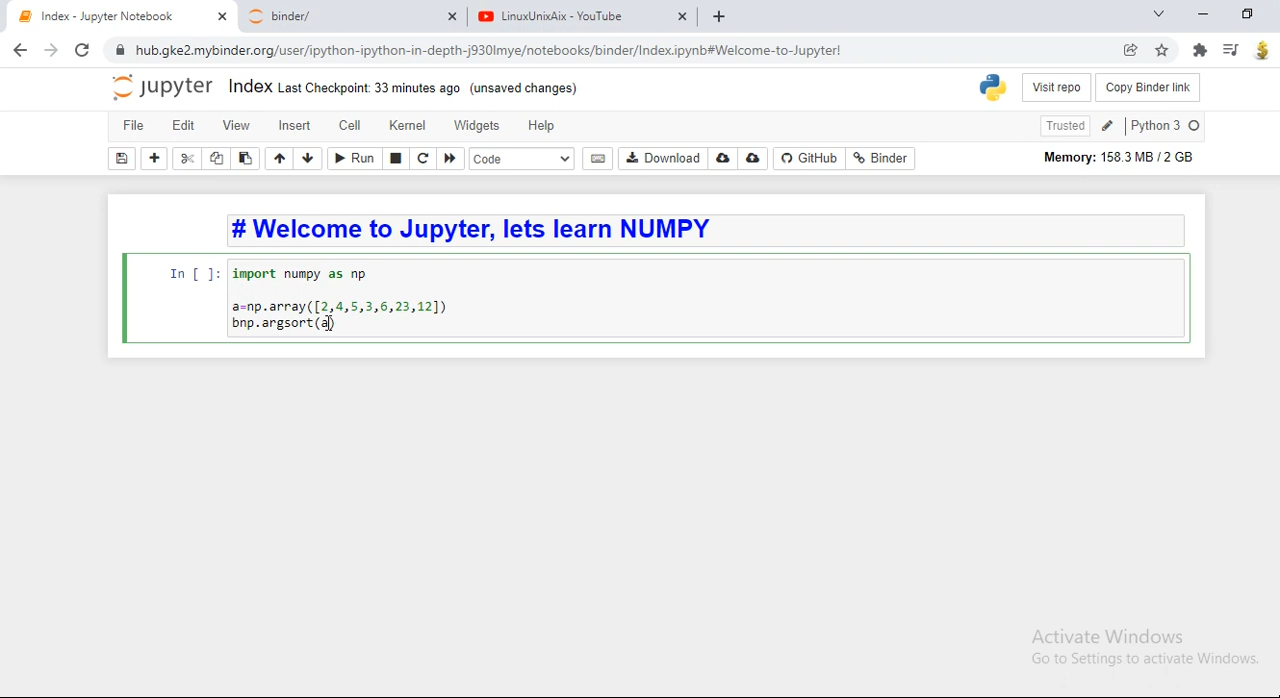 Index - Jupyter Notebook
binder/
LinuxUnixAix - YouTube
hub.gke2.mybinder.org/user/ipython-ipython-in-depth-j930lmye/notebooks/binder/Index.ipynb#Welcome-to-Jupyter!
jupyter Index Last Checkpoint: 33 minutes ago (unsaved changes)
Visit repo Copy Binder link
File Edit View Insert Cell Kernel Widgets Help
Trusted Python 3
Run Code Download GitHub Binder
Memory: 158.3 MB / 2 GB
# Welcome to Jupyter, lets learn NUMPY
In [ ]: import numpy as np
a=np.array([2,4,5,3,6,23,12])
bnp.argsort(a)
Activate Windows
Go to Settings to activate Windows.